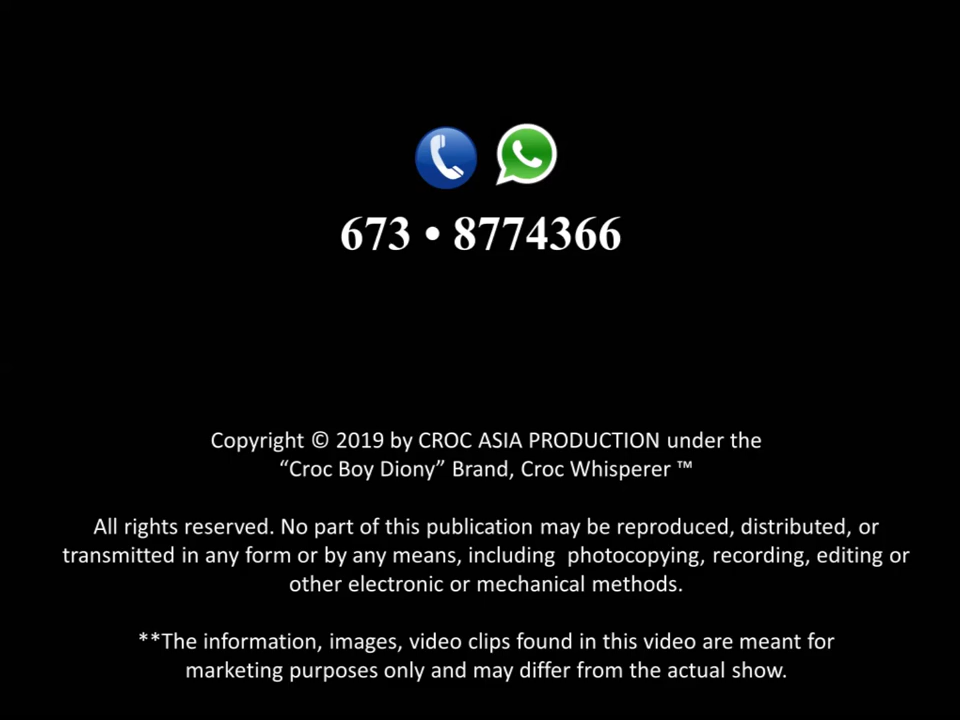 673 • 8774366
Copyright © 2019 by CROC ASIA PRODUCTION under the
“Croc Boy Diony” Brand, Croc Whisperer ™
All rights reserved. No part of this publication may be reproduced, distributed, or
transmitted in any form or by any means, including  photocopying, recording, editing or
other electronic or mechanical methods.
**The information, images, video clips found in this video are meant for
marketing purposes only and may differ from the actual show.